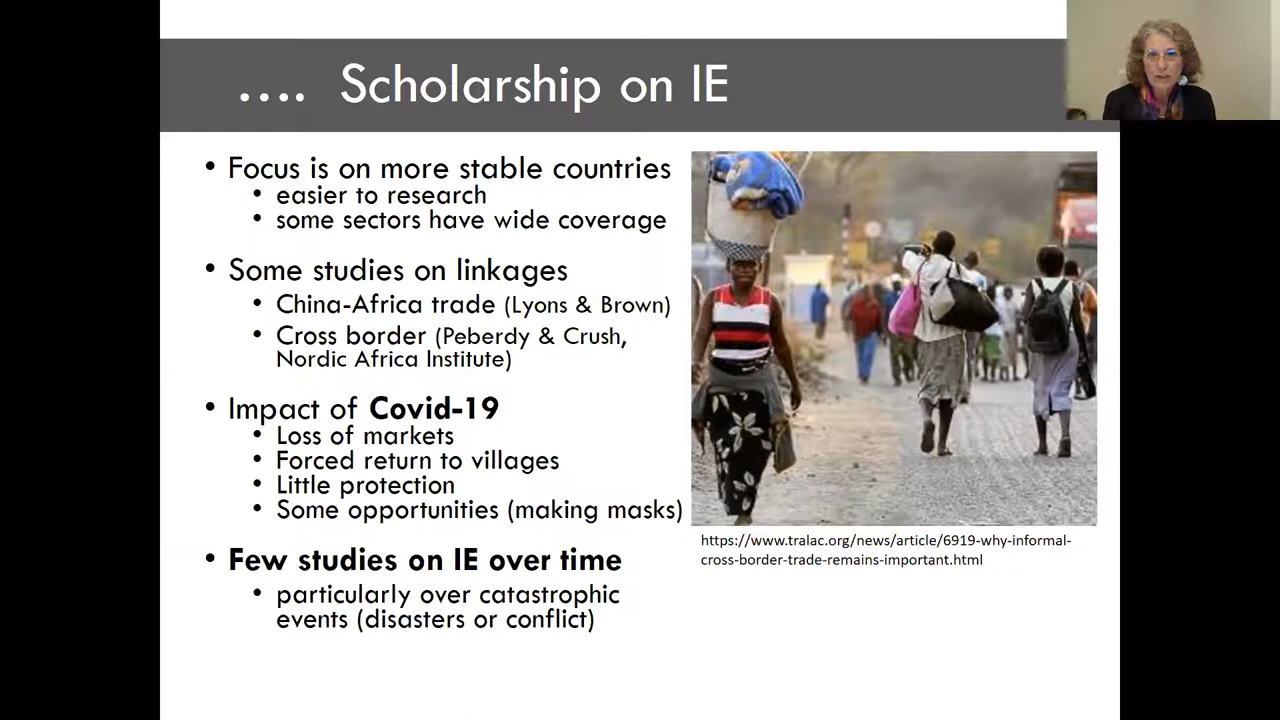 .... Scholarship on IE
• Focus is on more stable countries
• easier to research
• some sectors have wide coverage
• Some studies on linkages
• China-Africa trade (Lyons & Brown)
• Cross border (Peberdy & Crush,
Nordic Africa Institute)
• Impact of Covid-19
• Loss of markets
• Forced return to villages
• Little protection
• Some opportunities (making masks)
• Few studies on IE over time
• particularly over catastrophic
events (disasters or conflict)
https://www.tralac.org/news/article/6919-why-informal-
cross-border-trade-remains-important.html